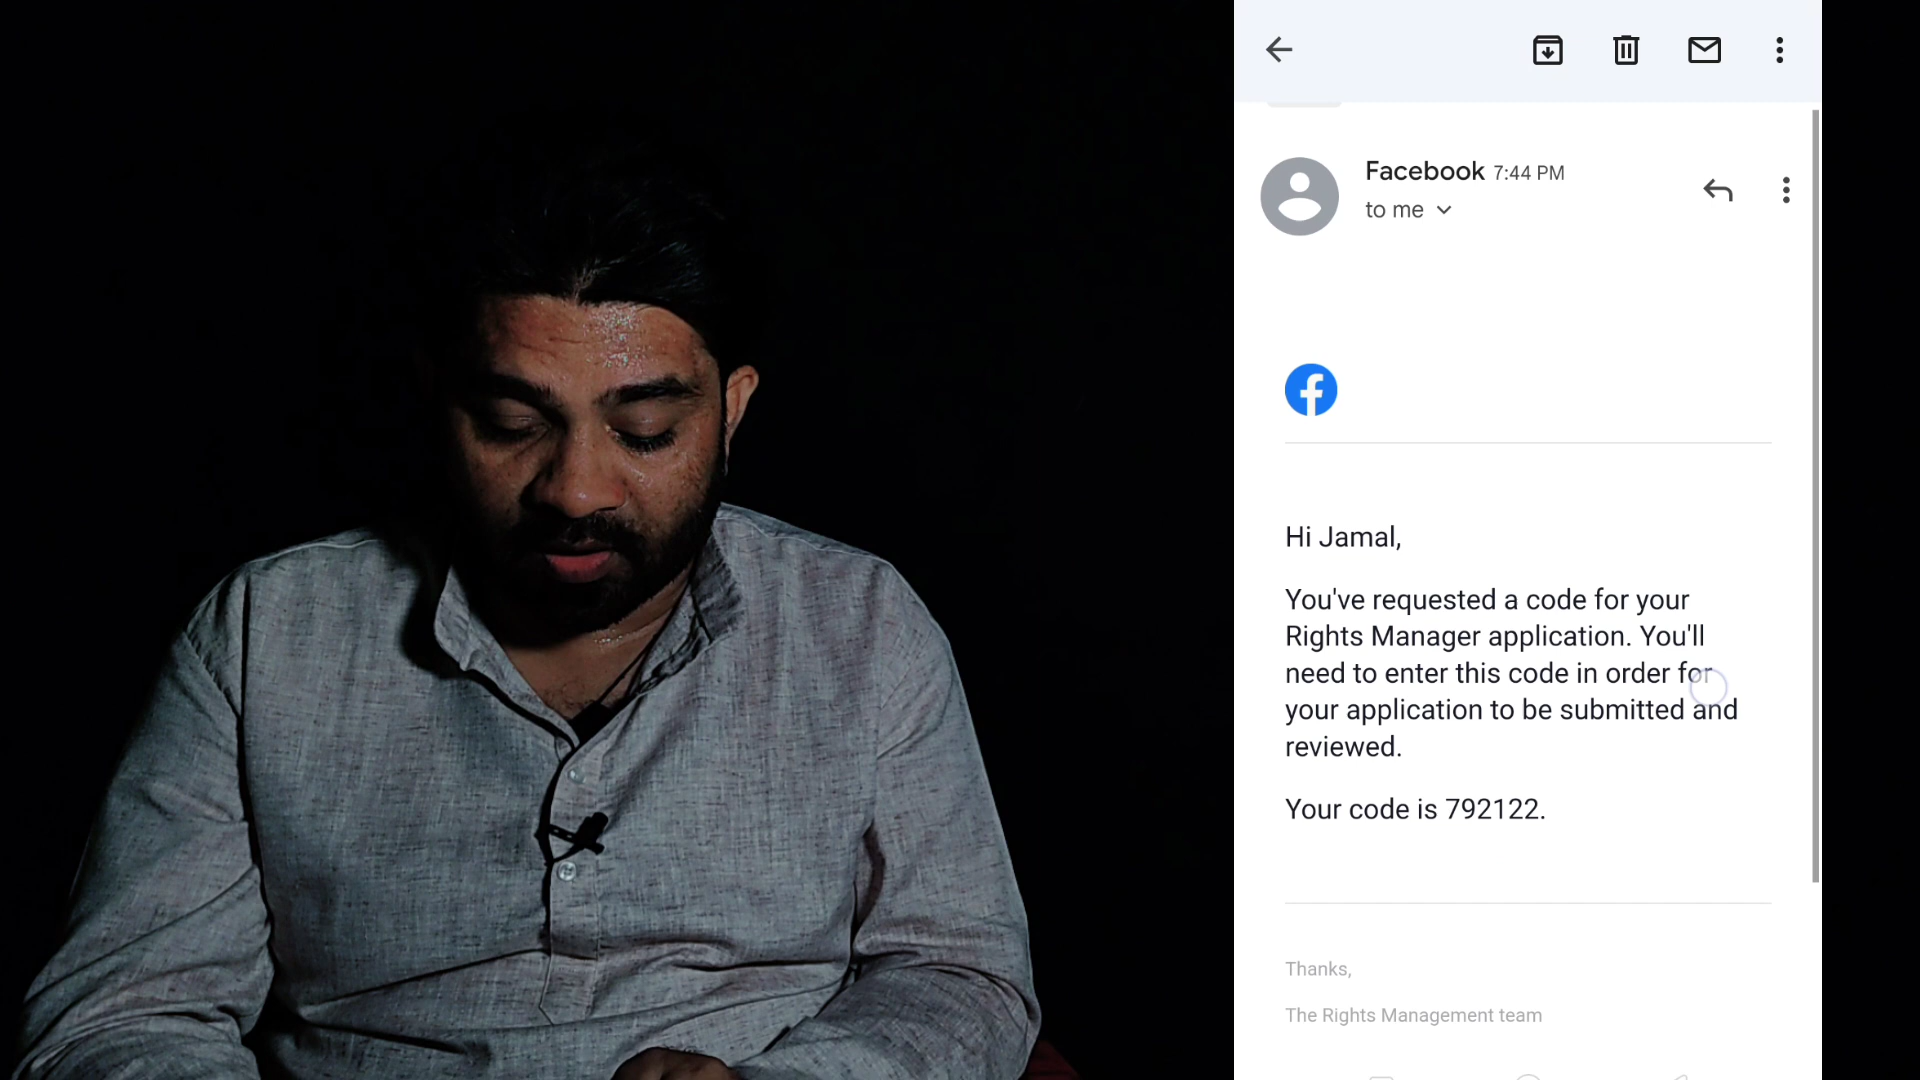 Facebook 7:44 PM
to me
Hi Jamal,
You've requested a code for your
Rights Manager application. You'll
need to enter this code in order for
your application to be submitted and
reviewed.
Your code is 792122.
Thanks,
The Rights Management team